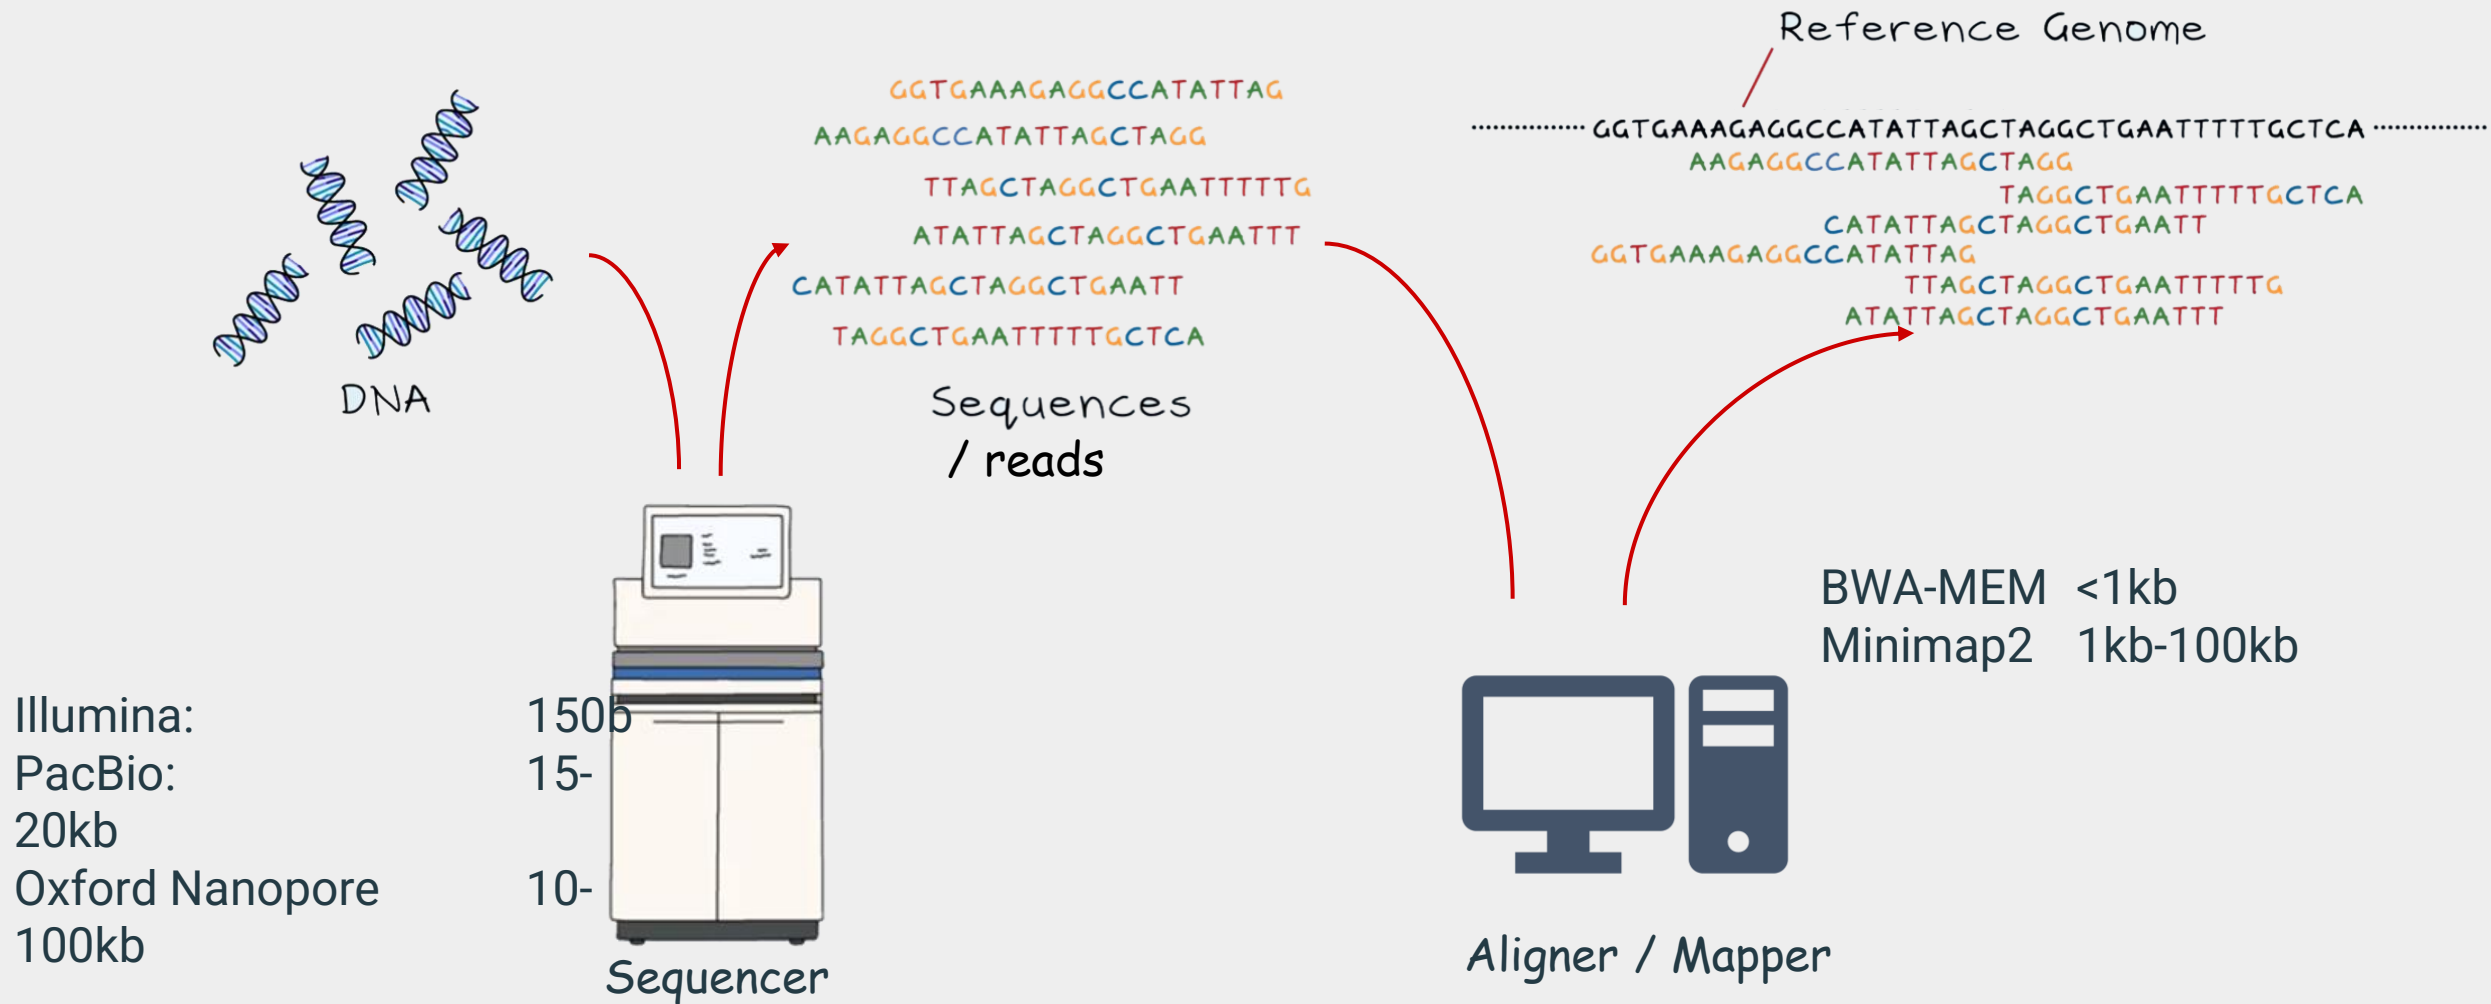 Reference Genome
GGTGAAAGAGGCCATATTAG
AAGAGGCCATATTAGCTAGG
TTAGCTAGGCTGAATTTTTG
ATATTAGCTAGGCTGAATTT
CATATTAGCTAGGCTGAATT
TAGGCTGAATTTTTGCTCA
DNA
Sequences
/ reads
...............GGTGAAAGAGGCCATATTAGCTAGGCTGAATTTTTGCTCA...............
AAGAGGCCATATTAGCTAGG
TAGGCTGAATTTTTGCTCA
CATATTAGCTAGGCTGAATT
GGTGAAAGAGGCCATATTAG
TTAGCTAGGCTGAATTTTTG
ATATTAGCTAGGCTGAATTT
BWA-MEM <1kb
Minimap2 1kb-100kb
Illumina: 150b
PacBio: 15-
20kb
Oxford Nanopore 10-
100kb
Sequencer
Aligner / Mapper